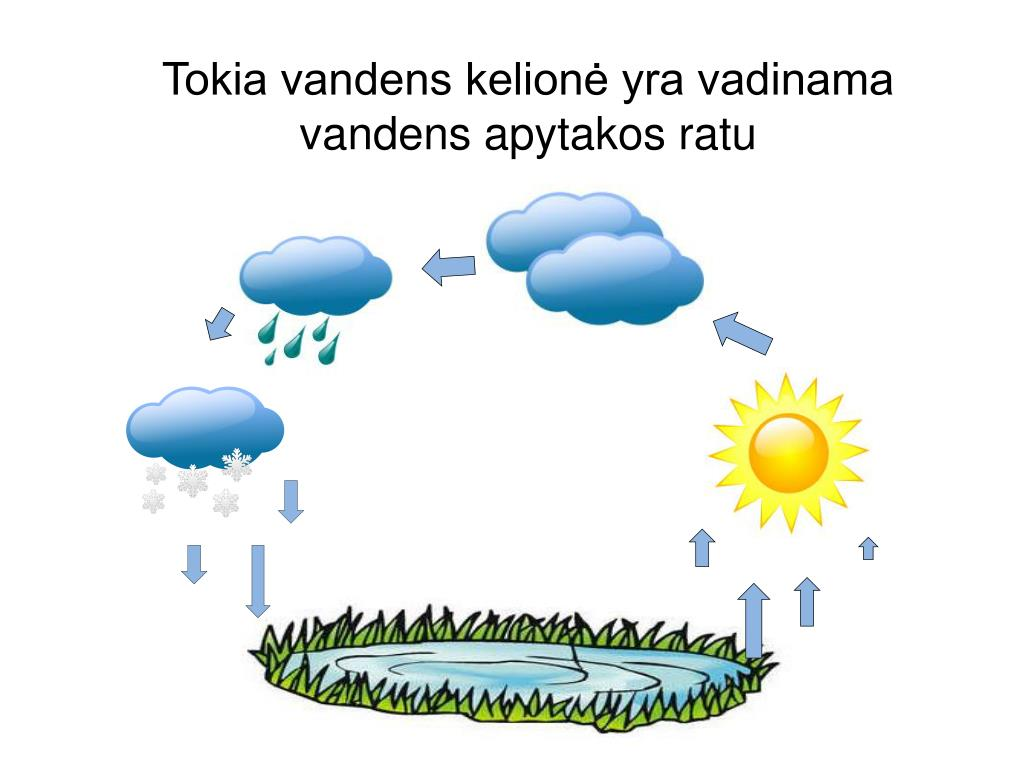 Tokia vandens kelionė yra vadinama
vandens apytakos ratu